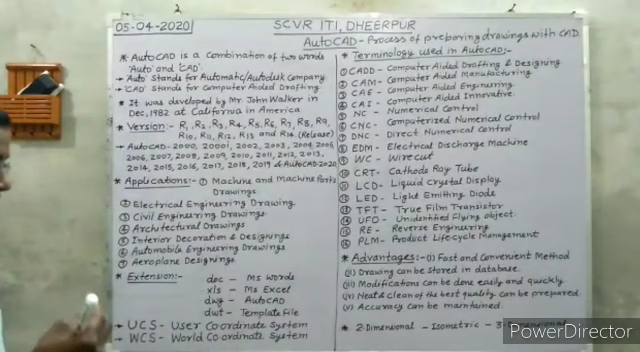 05-04-2020
SCVR ITI, DHEERPUR
AutoCAD - Process of preboring drawings with CAD
* AutoCAD is a combination of two words
'Auto' and 'CAD'
→ Auto Stands for Automatic/Autodesk Company
→ 'CAD' Stands for Computer Aided Drafting
* It was developed by Mr John Walker in
Dec, 1982 at California in America
* Version:- R1, R2, R3, R4, R5, R6, R7, R8, R9,
R10, R11, R12, R13 and R14 (Release)
→ AutoCAD-2000, 2000i, 2002, 2003, 2004, 2005,
2006, 2007, 2008, 2009, 2010, 2011, 2012, 2013,
2014, 2015, 2016, 2017, 2018, 2019 & AutoCAD2020
* Applications:- ① Machine and Machine Parts
Drawings
② Electrical Engineering Drawing
③ Civil Engineering Drawings
④ Architectural Drawings
⑤ Interior Decoration & Designings
⑥ Automobile Engineering Drawings
⑦ Aeroplane Designings
* Extension:- doc - Ms Words
xls - Ms Excel
dwg - AutoCAD
dwt - Template File
→ UCS - User Coordinate System
→ WCS - World Coordinate System
* Terminology used in AutoCAD:-
① CADD - Computer Aided Drafting & Designing
② CAM - Computer Aided Manufacturing
③ CAE - Computer Aided Engineering
④ CAI - Computer Aided Innovative
⑤ NC - Numerical Control
⑥ CNC - Computerized Numerical Control
⑦ DNC - Direct Numerical Control
⑧ EDM - Electrical Discharge Machine
⑨ WC - Wirecut
⑩ CRT - Cathods Ray Tube
⑪ LCD - Liquid Crystal Display
⑫ LED - Light Emitting Diode
⑬ TFT - True Film Transistor
⑭ UFO - Unidentified Flying object
⑮ RE - Reverse Engineering
⑯ PLM - Product Life Cycle Management
* Advantages:- (i) Fast and Convenient Method
(ii) Drawing can be stored in database.
(iii) Modifications can be done easily and quickly
(iv) Neat & clean of the best quality can be prepared
(v) Accuracy can be maintained.
* 2 Dimensional - Isometric - 3
PowerDirector